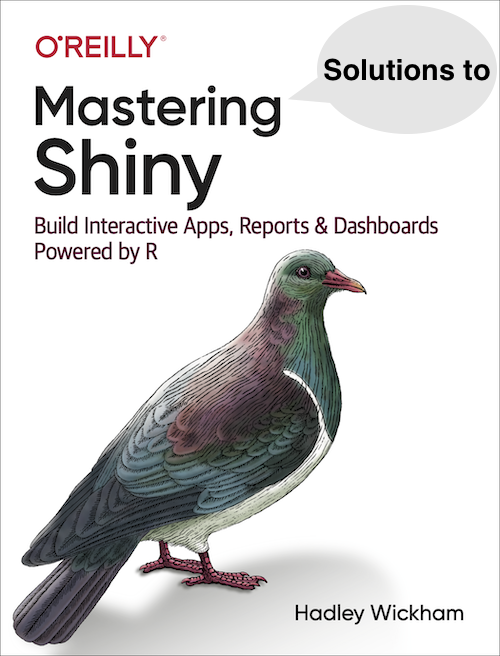 O'REILLY®
Solutions to
Mastering
Shiny
Build Interactive Apps, Reports & Dashboards
Powered by R
Hadley Wickham